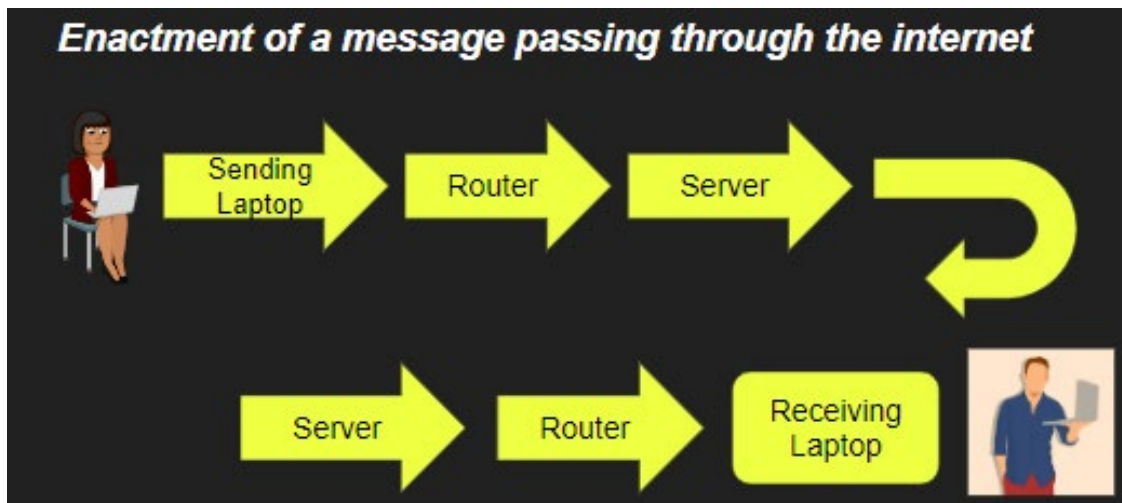 Enactment of a message passing through the internet
Sending
Laptop
Router
Server
Server
Router
Receiving
Laptop